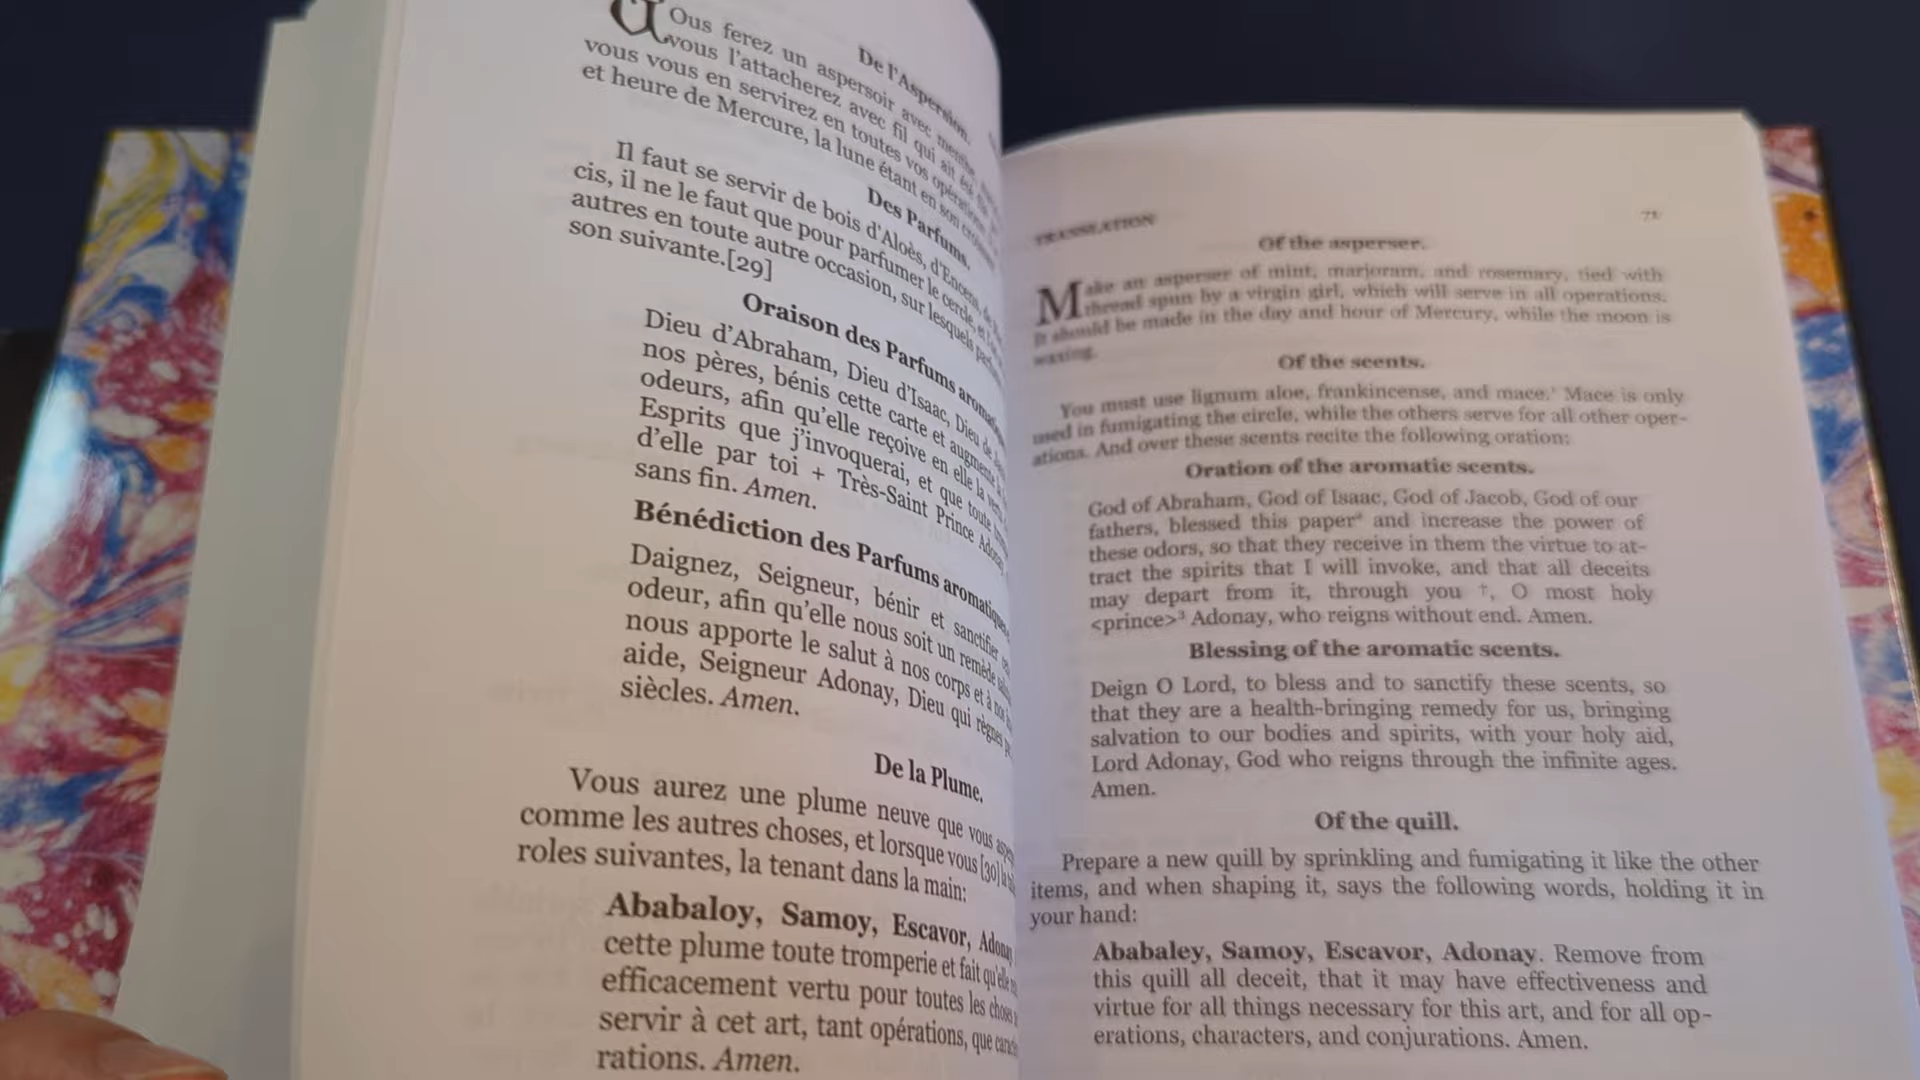 De l'Aspersion.
VOus ferez un aspersoir avec
vous l'attacherez avec fil qui ait été
vous vous en servirez en toutes vos opérations
et heure de Mercure, la lune étant en son
Des Parfums.
Il faut se servir de bois d'Aloès, d'Encens, de
cis, il ne le faut que pour parfumer le cercle, et
autres en toute autre occasion, sur lesquels
son suivante.[29]
Oraison des Parfums
Dieu d'Abraham, Dieu d'Isaac, Dieu de
nos pères, bénis cette carte et augmente
odeurs, afin qu'elle reçoive en elle la
Esprits que j'invoquerai, et que toute
d'elle par toi + Très-Saint Prince
sans fin. Amen.
Bénédiction des Parfums
Daignez, Seigneur, bénir et sanctifier
odeur, afin qu'elle nous soit un remède
nous apporte le salut à nos corps et à
aide, Seigneur Adonay, Dieu qui règnes
siècles. Amen.
De la Plume.
Vous aurez une plume neuve que vous
comme les autres choses, et lorsque vous [30] la
roles suivantes, la tenant dans la main:
Ababaloy, Samoy, Escavor,
cette plume toute tromperie et fait qu'elle
efficacement vertu pour toutes les choses
servir à cet art, tant opérations, que
rations. Amen.
TRANSLATION 71
Of the asperser.
Make an asperser of mint, marjoram, and rosemary, tied with
thread spun by a virgin girl, which will serve in all operations.
It should be made in the day and hour of Mercury, while the moon is
waxing.
Of the scents.
You must use lignum aloe, frankincense, and mace.¹ Mace is only
used in fumigating the circle, while the others serve for all other oper-
ations. And over these scents recite the following oration:
Oration of the aromatic scents.
God of Abraham, God of Isaac, God of Jacob, God of our
fathers, blessed this paper² and increase the power of
these odors, so that they receive in them the virtue to at-
tract the spirits that I will invoke, and that all deceits
may depart from it, through you †, O most holy
<prince>³ Adonay, who reigns without end. Amen.
Blessing of the aromatic scents.
Deign O Lord, to bless and to sanctify these scents, so
that they are a health-bringing remedy for us, bringing
salvation to our bodies and spirits, with your holy aid,
Lord Adonay, God who reigns through the infinite ages.
Amen.
Of the quill.
Prepare a new quill by sprinkling and fumigating it like the other
items, and when shaping it, says the following words, holding it in
your hand:
Ababaley, Samoy, Escavor, Adonay. Remove from
this quill all deceit, that it may have effectiveness and
virtue for all things necessary for this art, and for all op-
erations, characters, and conjurations. Amen.